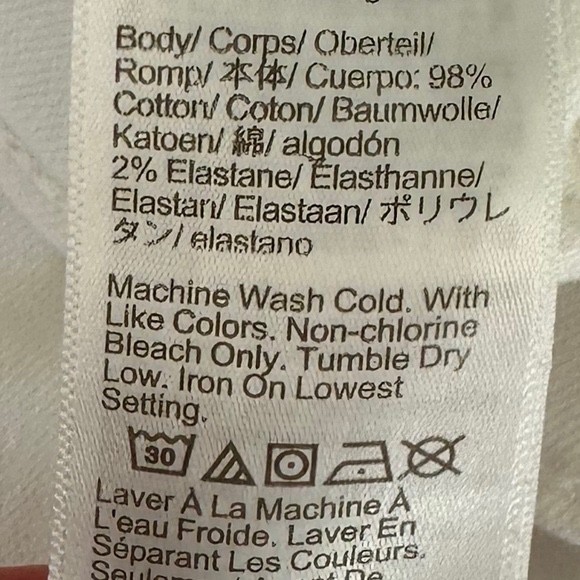 Body/ Corps/ Oberteil/
Romp/ 本体/ Cuerpo: 98%
Cotton/ Coton/ Baumwolle/
Katoen/ 綿/ algodón
2% Elastane/ Élasthanne/
Elastan/ Elastaan/ ポリウレ
タン/ elastano
Machine Wash Cold. With
Like Colors. Non-chlorine
Bleach Only. Tumble Dry
Low. Iron On Lowest
Setting.
30
Laver À La Machine À
L'eau Froide. Laver En
Séparant Les Couleurs.